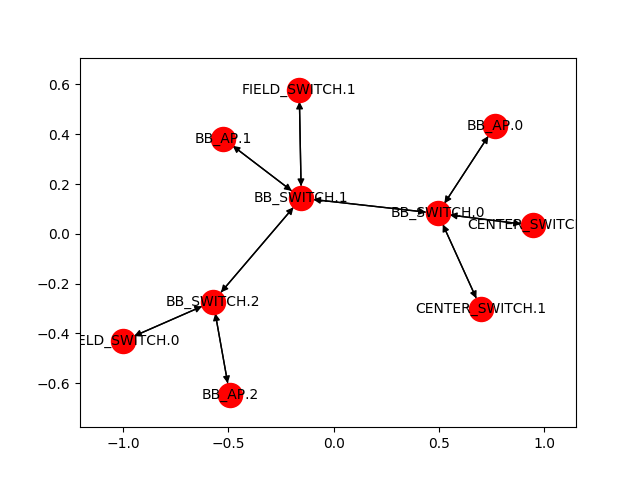 0.6
0.4
0.2
0.0
−0.2
−0.4
−0.6
−1.0
−0.5
0.0
0.5
1.0
FIELD_SWITCH.1
BB_AP.1
BB_AP.0
BB_SWITCH.1
BB_SWITCH.0
CENTER_SWITCH
BB_SWITCH.2
CENTER_SWITCH.1
ELD_SWITCH.0
BB_AP.2